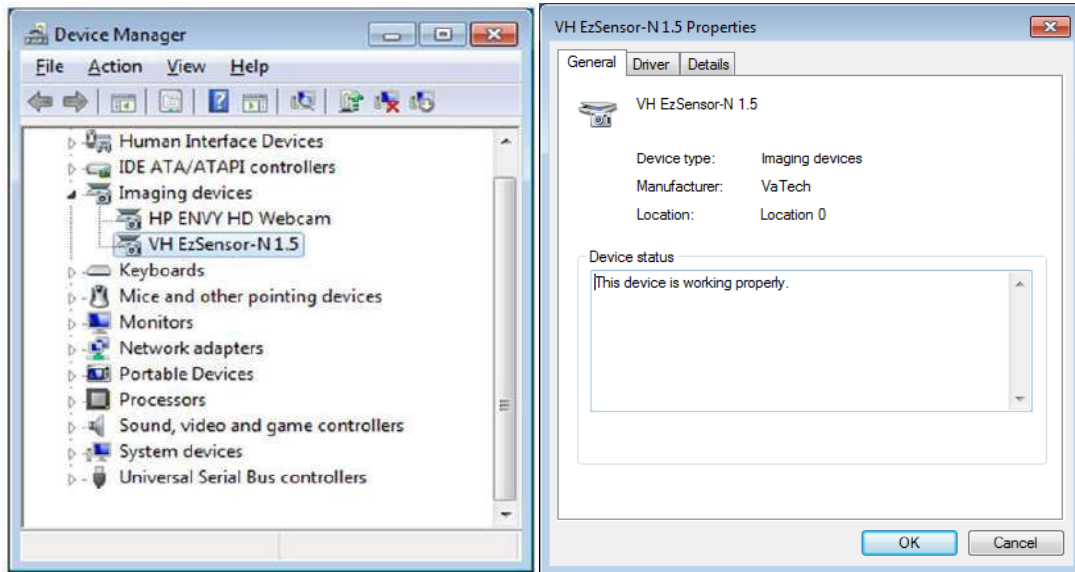 Device Manager
File Action View Help
Human Interface Devices
IDE ATA/ATAPI controllers
Imaging devices
HP ENVY HD Webcam
VH EzSensor-N 1.5
Keyboards
Mice and other pointing devices
Monitors
Network adapters
Portable Devices
Processors
Sound, video and game controllers
System devices
Universal Serial Bus controllers
VH EzSensor-N 1.5 Properties
General Driver Details
VH EzSensor-N 1.5
Device type: Imaging devices
Manufacturer: VaTech
Location: Location 0
Device status
This device is working properly.
OK Cancel